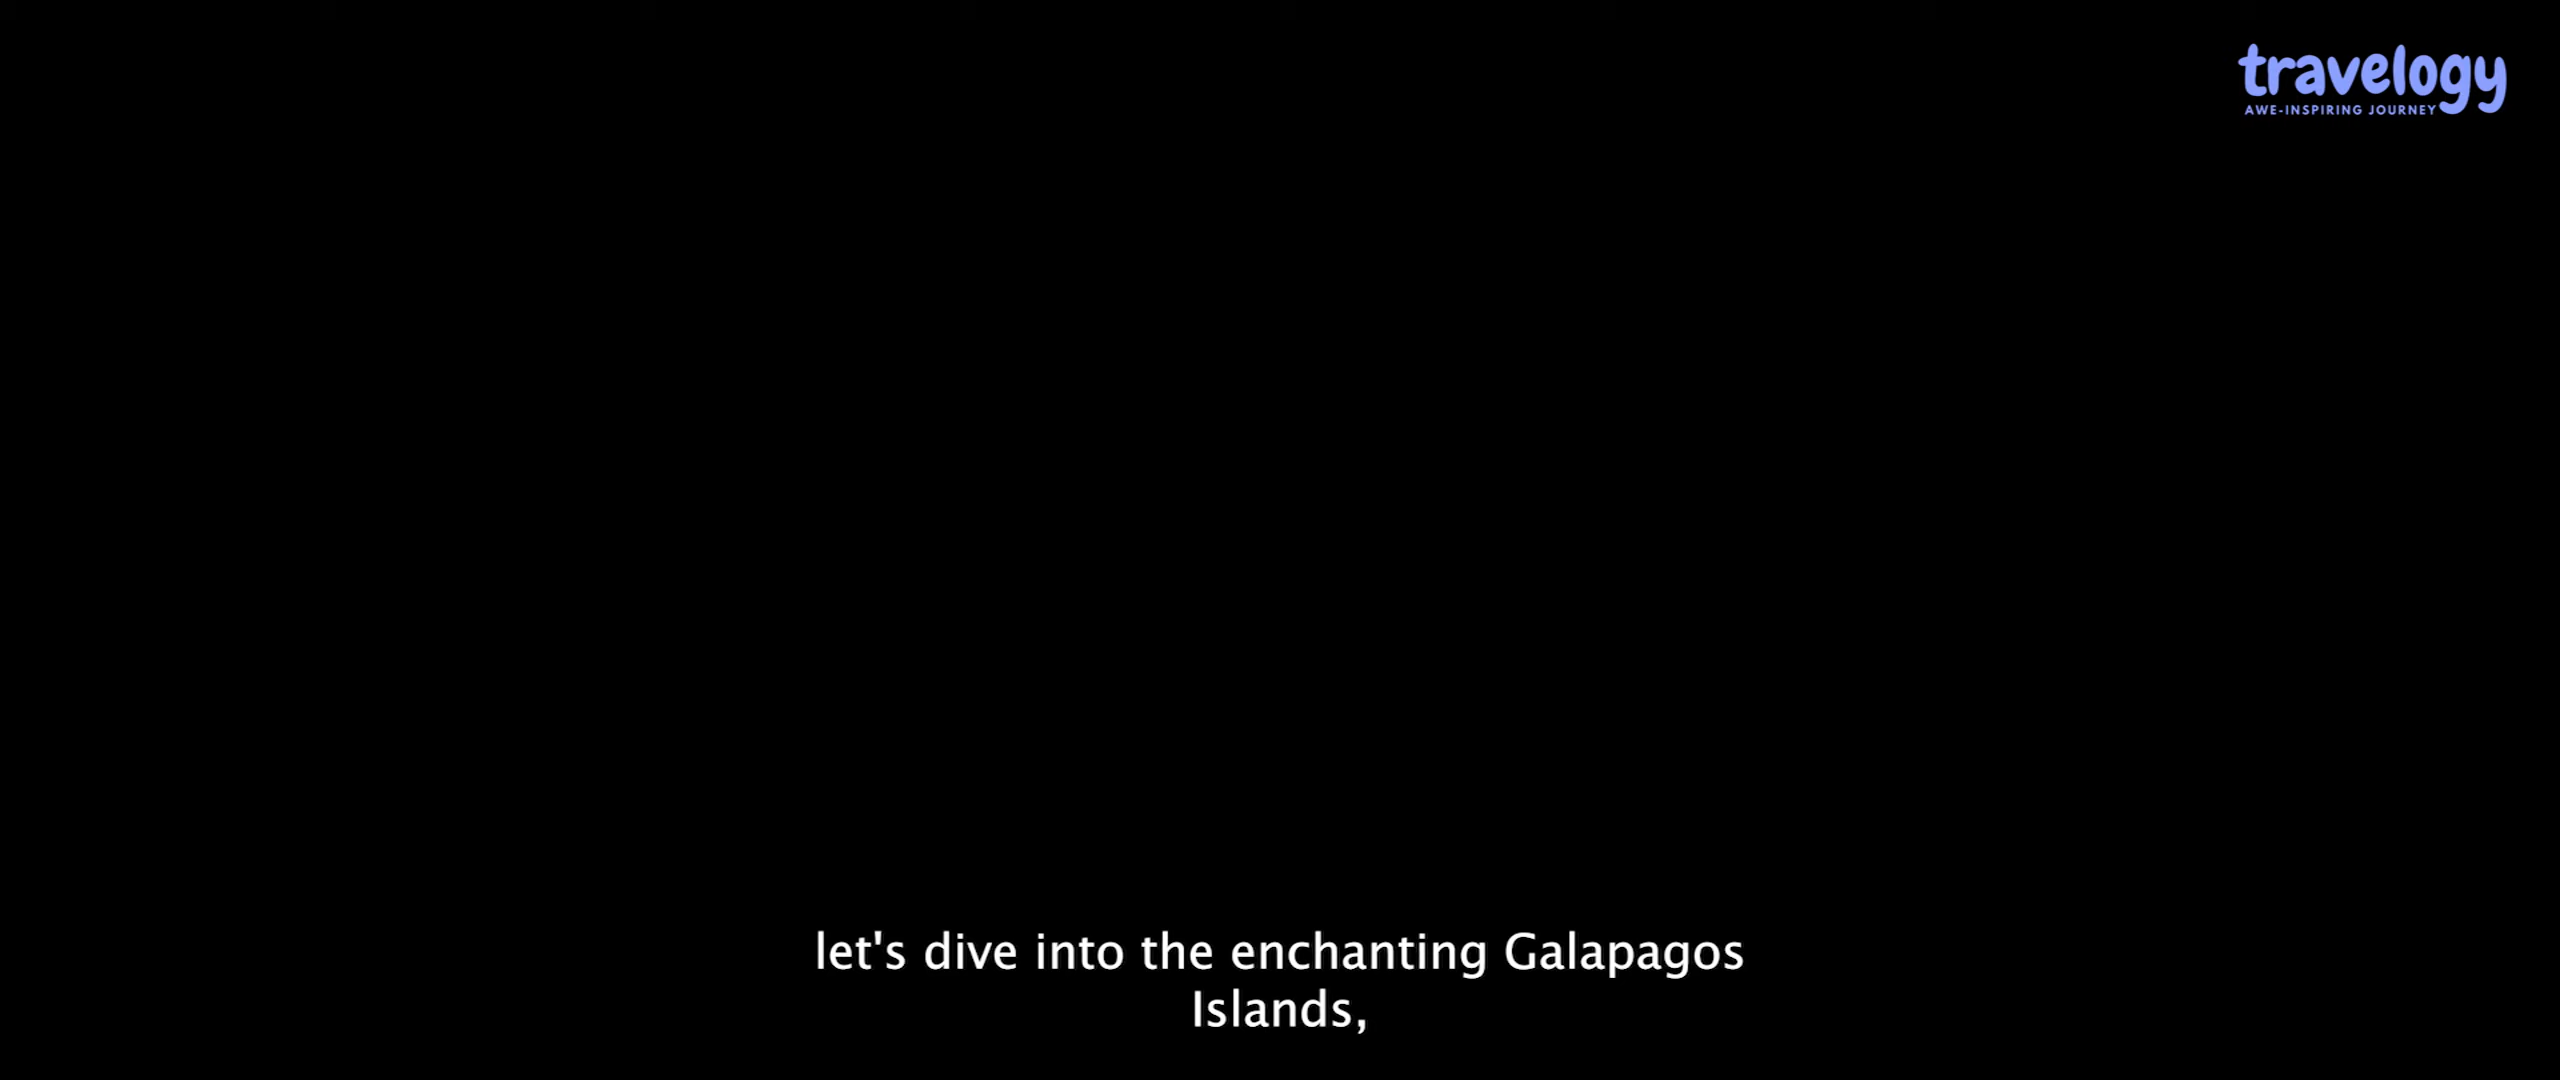 travelogy
AWE-INSPIRING JOURNEY
let's dive into the enchanting Galapagos
Islands,